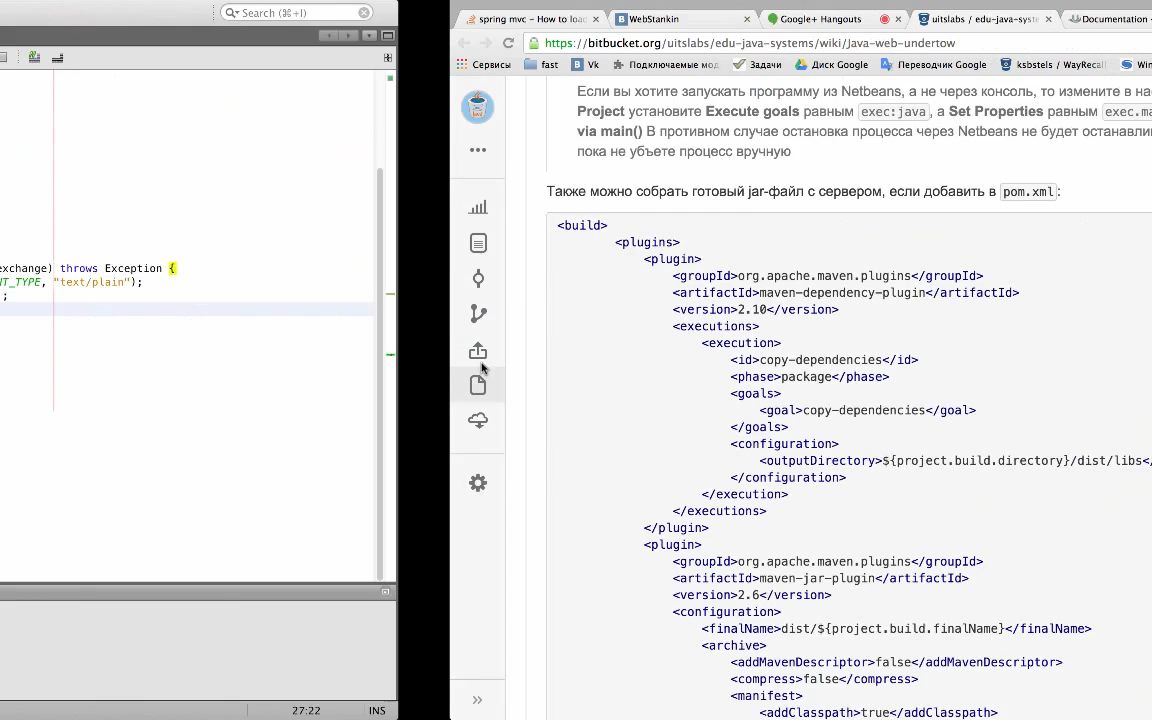 Search (⌘+I)
exchange) throws Exception {
NT_TYPE, "text/plain");
;
27:22 INS
spring mvc - How to load
WebStankin
Google+ Hangouts
uitslabs / edu-java-syste
Documentation
https://bitbucket.org/uitslabs/edu-java-systems/wiki/Java-web-undertow
Сервисы
fast
Vk
Подключаемые мод
Задачи
Диск Google
Переводчик Google
ksbstels / WayRecall
Win
Если вы хотите запускать программу из Netbeans, а не через консоль, то измените в на
Project установите Execute goals равным exec:java, а Set Properties равным exec.ma
via main() В противном случае остановка процесса через Netbeans не будет останавли
пока не убъете процесс вручную
Также можно собрать готовый jar-файл с сервером, если добавить в pom.xml:
<build>
<plugins>
<plugin>
<groupId>org.apache.maven.plugins</groupId>
<artifactId>maven-dependency-plugin</artifactId>
<version>2.10</version>
<executions>
<execution>
<id>copy-dependencies</id>
<phase>package</phase>
<goals>
<goal>copy-dependencies</goal>
</goals>
<configuration>
<outputDirectory>${project.build.directory}/dist/libs</
</configuration>
</execution>
</executions>
</plugin>
<plugin>
<groupId>org.apache.maven.plugins</groupId>
<artifactId>maven-jar-plugin</artifactId>
<version>2.6</version>
<configuration>
<finalName>dist/${project.build.finalName}</finalName>
<archive>
<addMavenDescriptor>false</addMavenDescriptor>
<compress>false</compress>
<manifest>
<addClasspath>true</addClasspath>